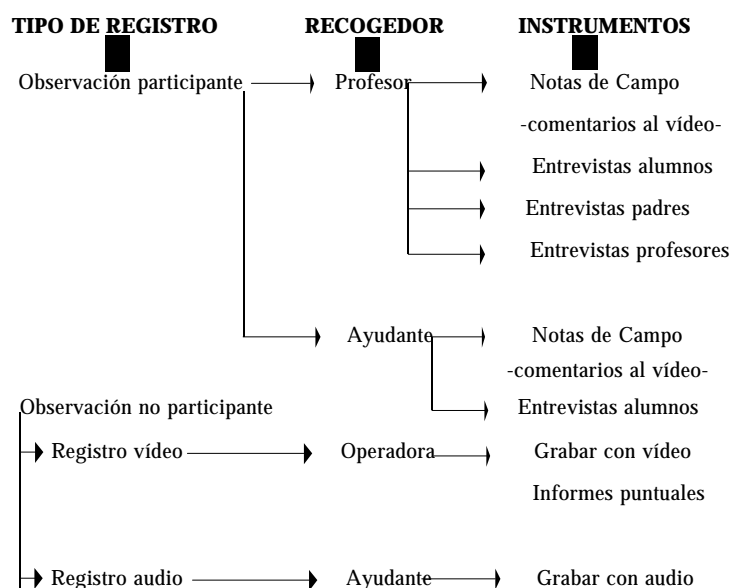 TIPO DE REGISTRO RECOGEDOR INSTRUMENTOS
Observación participante Profesor Notas de Campo
-comentarios al vídeo-
Entrevistas alumnos
Entrevistas padres
Entrevistas profesores
Ayudante Notas de Campo
-comentarios al vídeo-
Observación no participante Entrevistas alumnos
Registro vídeo Operadora Grabar con vídeo
Informes puntuales
Registro audio Ayudante Grabar con audio